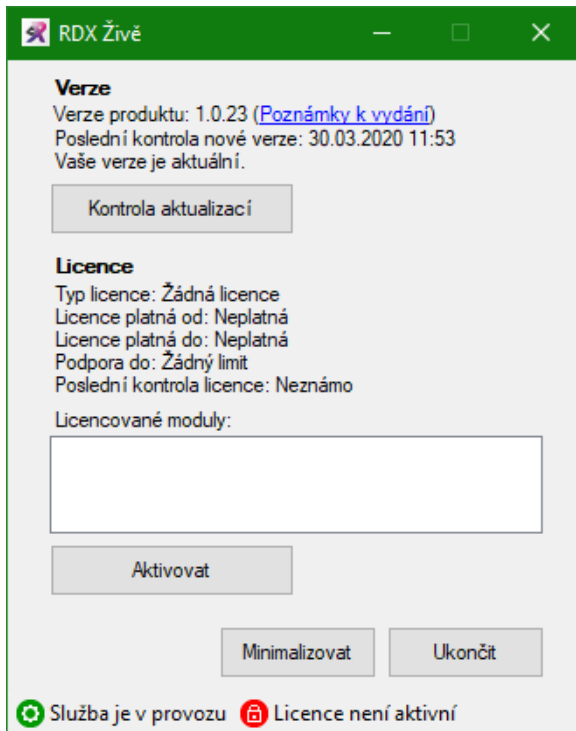 RDX Živě
Verze
Verze produktu: 1.0.23 (Poznámky k vydání)
Poslední kontrola nové verze: 30.03.2020 11:53
Vaše verze je aktuální.
Kontrola aktualizací
Licence
Typ licence: Žádná licence
Licence platná od: Neplatná
Licence platná do: Neplatná
Podpora do: Žádný limit
Poslední kontrola licence: Neznámo
Licencované moduly:
Aktivovat
Minimalizovat Ukončit
Služba je v provozu Licence není aktivní